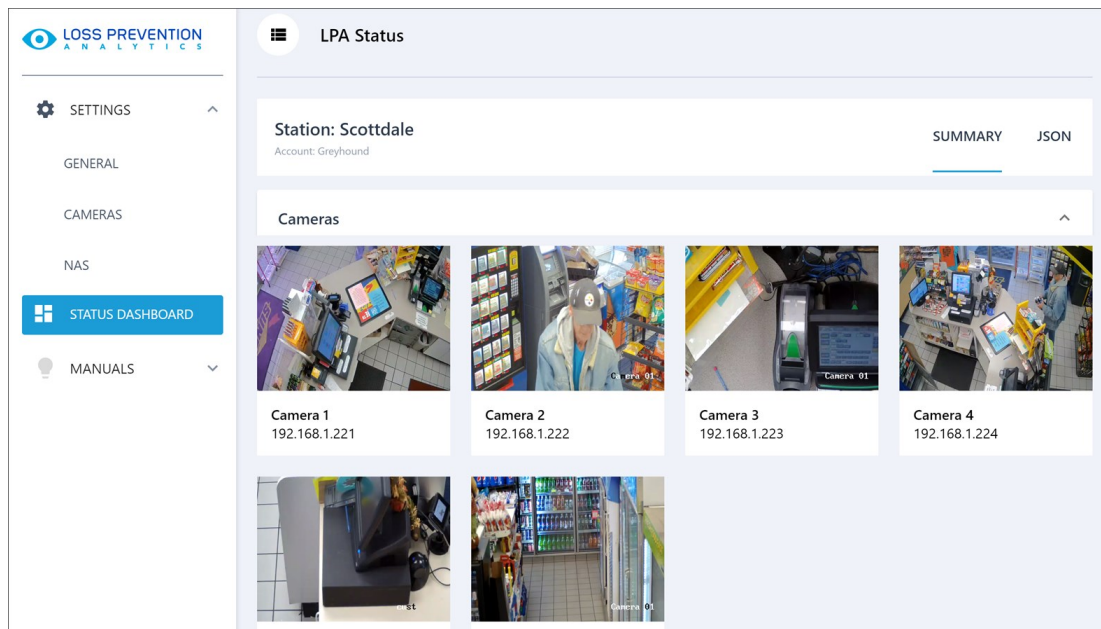 LOSS PREVENTION
ANALYTICS
SETTINGS
GENERAL
CAMERAS
NAS
STATUS DASHBOARD
MANUALS
LPA Status
Station: Scottdale
Account: Greyhound
SUMMARY
JSON
Cameras
Camera 01
Camera 01
Camera 1
192.168.1.221
Camera 2
192.168.1.222
Camera 3
192.168.1.223
Camera 4
192.168.1.224
cust
Camera 01